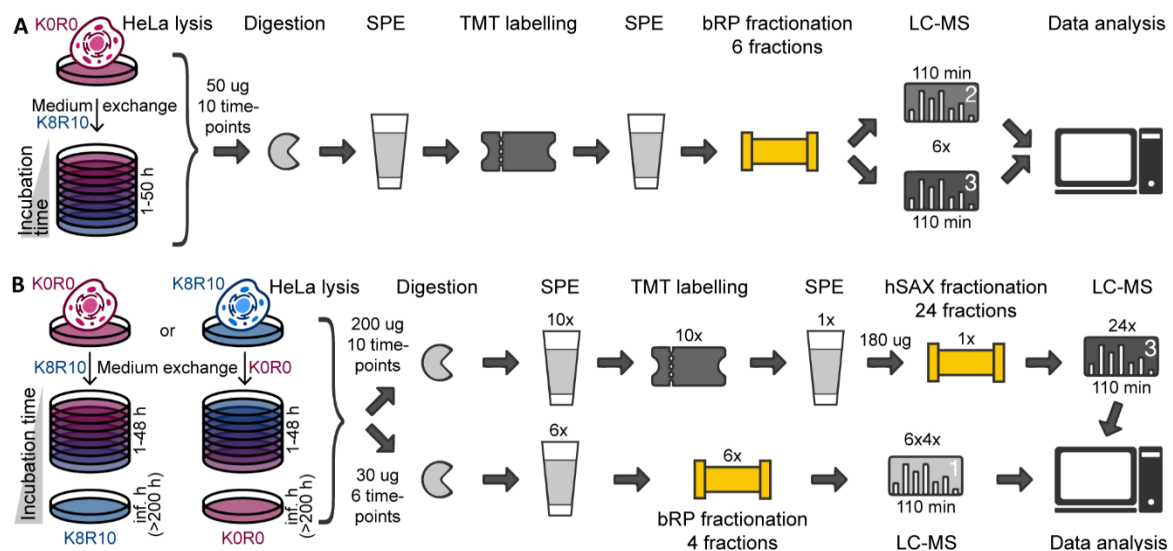 A
K0R0
HeLa lysis
Digestion
SPE
TMT labelling
SPE
bRP fractionation
6 fractions
LC-MS
Data analysis
50 ug
10 time-
points
Medium exchange
K8R10
Incubation
time
1-50 h
2
110 min
6x
3
110 min
B
K0R0
K8R10
HeLa lysis
or
K8R10
Medium exchange
K0R0
Incubation time
1-48 h
1-48 h
inf. h
(>200 h)
inf. h
(>200 h)
K8R10
K0R0
Digestion
SPE
TMT labelling
SPE
hSAX fractionation
24 fractions
LC-MS
200 ug
10 time-
points
10x
10x
1x
180 ug
1x
24x
3
110 min
30 ug
6 time-
points
6x
6x
bRP fractionation
4 fractions
6x4x
1
110 min
LC-MS
Data analysis